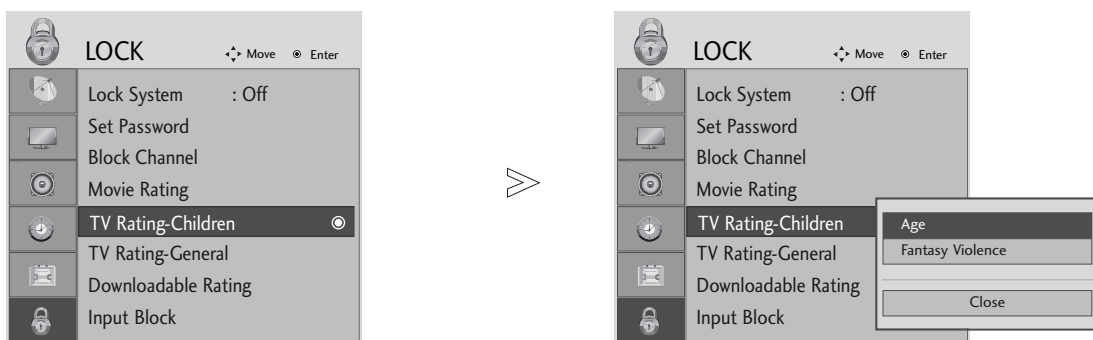 LOCK Move Enter
Lock System : Off
Set Password
Block Channel
Movie Rating
TV Rating-Children
TV Rating-General
Downloadable Rating
Input Block
LOCK Move Enter
Lock System : Off
Set Password
Block Channel
Movie Rating
TV Rating-Children
TV Rating-General
Downloadable Rating
Input Block
Age
Fantasy Violence
Close